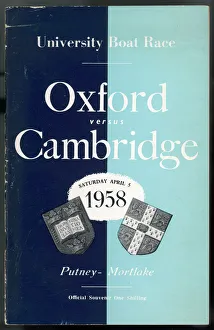 University Boat Race
Oxford
versus
Cambridge
SATURDAY APRIL 5
1958
Putney - Mortlake
Official Souvenir One Shilling